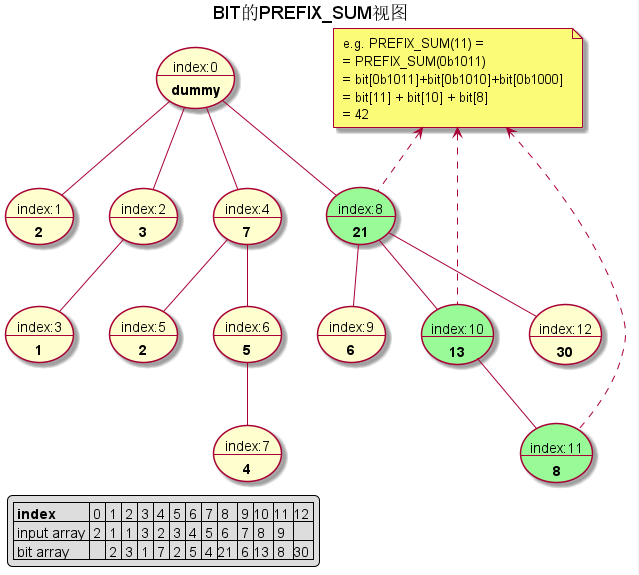 BIT的PREFIX_SUM视图
e.g. PREFIX_SUM(11) =
= PREFIX_SUM(0b1011)
= bit[0b1011]+bit[0b1010]+bit[0b1000]
= bit[11] + bit[10] + bit[8]
= 42
index:0
dummy
index:1
2
index:2
3
index:4
7
index:8
21
index:3
1
index:5
2
index:6
5
index:9
6
index:10
13
index:12
30
index:7
4
index:11
8
index 0 1 2 3 4 5 6 7 8 9 10 11 12
input array 2 1 1 3 2 3 4 5 6 7 8 9
bit array 2 3 1 7 2 5 4 21 6 13 8 30